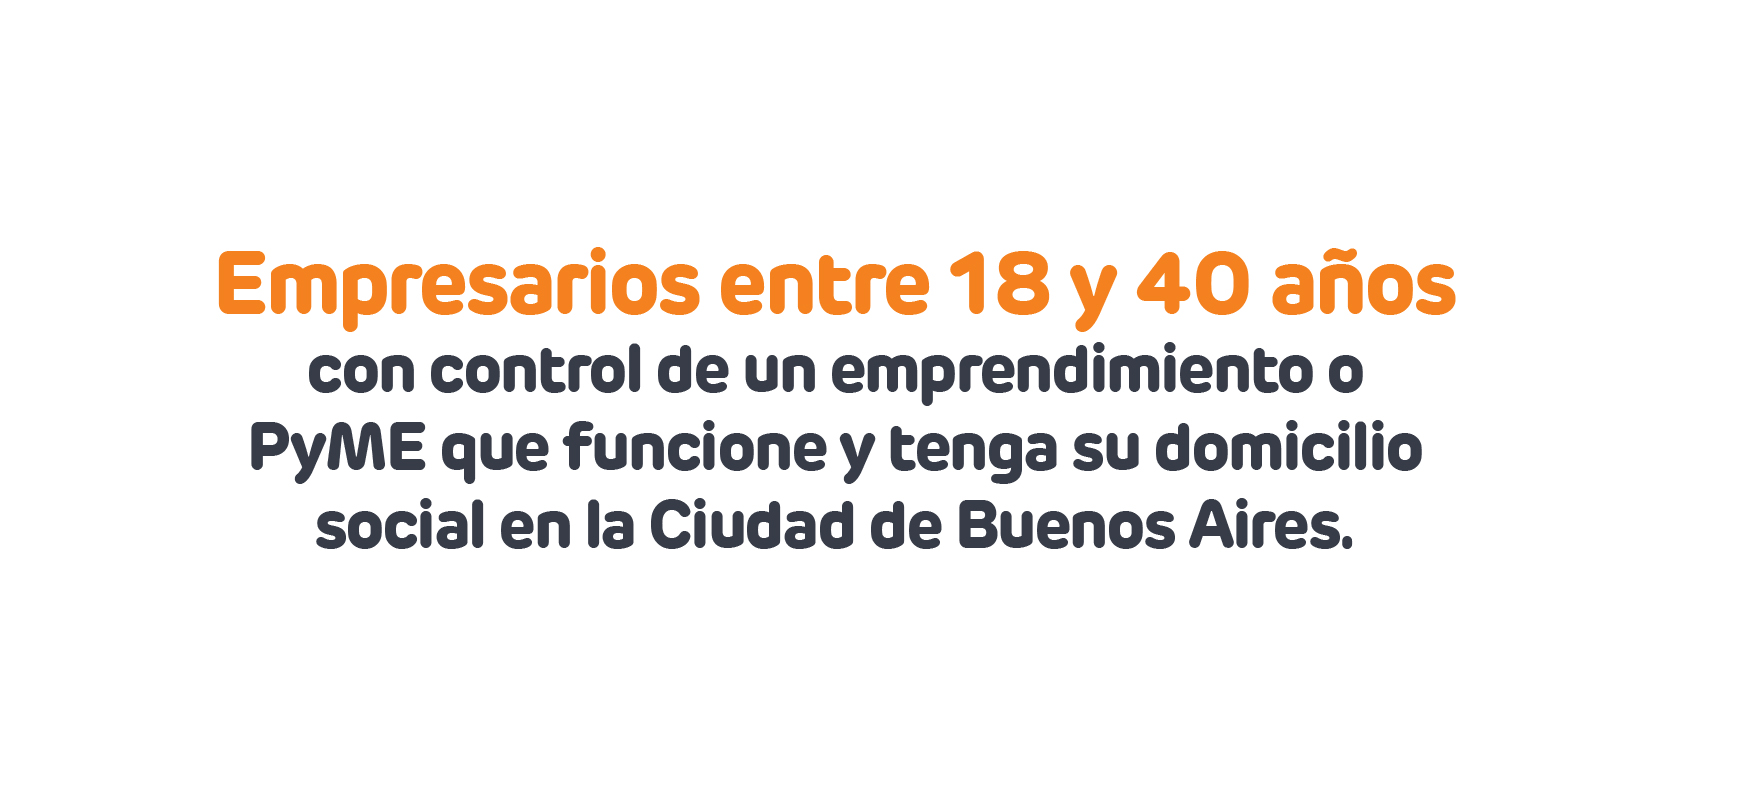 Empresarios entre 18 y 40 años
con control de un emprendimiento o
PyME que funcione y tenga su domicilio
social en la Ciudad de Buenos Aires.